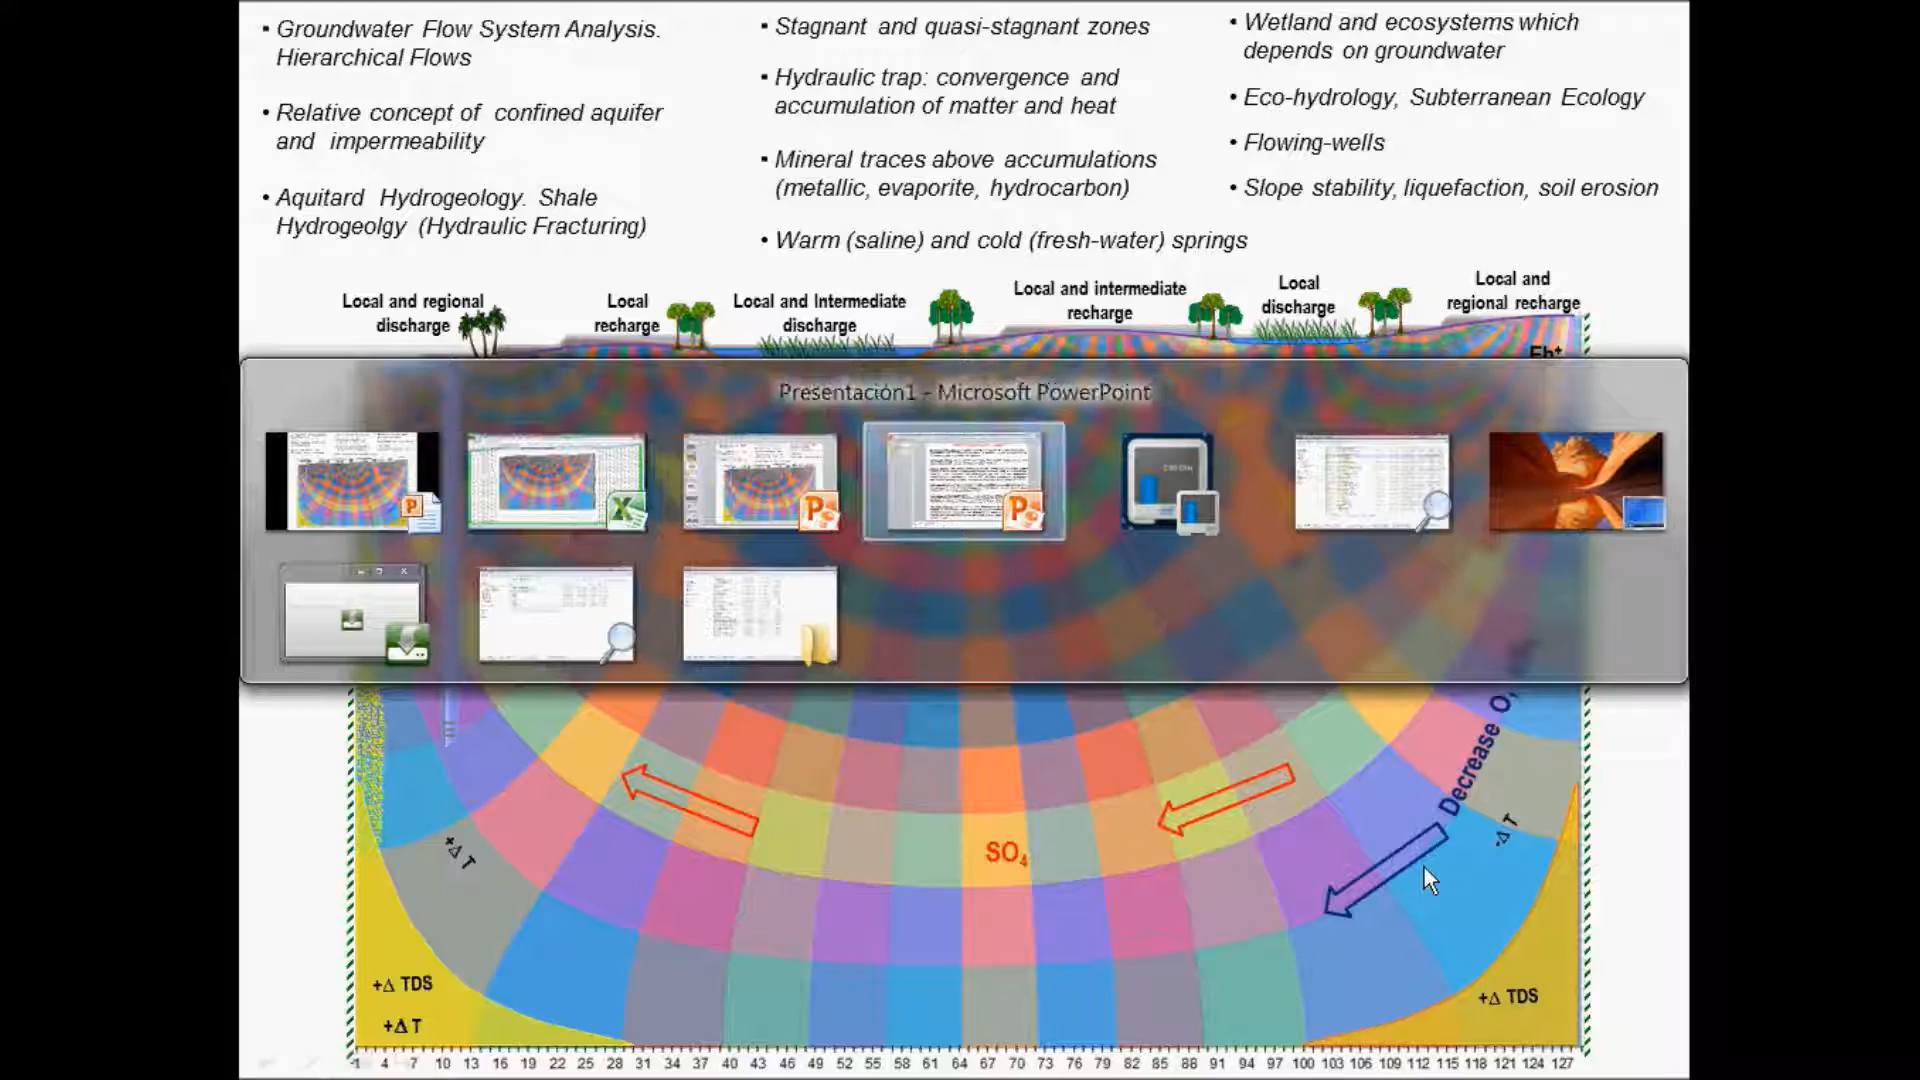 ▪ Groundwater Flow System Analysis.
Hierarchical Flows
• Relative concept of confined aquifer
and impermeability
• Aquitard Hydrogeology. Shale
Hydrogeolgy (Hydraulic Fracturing)
▪ Stagnant and quasi-stagnant zones
▪ Hydraulic trap: convergence and
accumulation of matter and heat
▪ Mineral traces above accumulations
(metallic, evaporite, hydrocarbon)
• Warm (saline) and cold (fresh-water) springs
• Wetland and ecosystems which
depends on groundwater
• Eco-hydrology, Subterranean Ecology
• Flowing-wells
• Slope stability, liquefaction, soil erosion
Local and regional
discharge
Local
recharge
Local and Intermediate
discharge
Local and intermediate
recharge
Local
discharge
Local and
regional recharge
Eh+
Presentación1 - Microsoft PowerPoint
Decrease O
+Δ T
SO4
-Δ T
+Δ TDS
+Δ T
+Δ TDS
-1 4 7 10 13 16 19 22 25 28 31 34 37 40 43 46 49 52 55 58 61 64 67 70 73 76 79 82 85 88 91 94 97 100 103 106 109 112 115 118 121 124 127